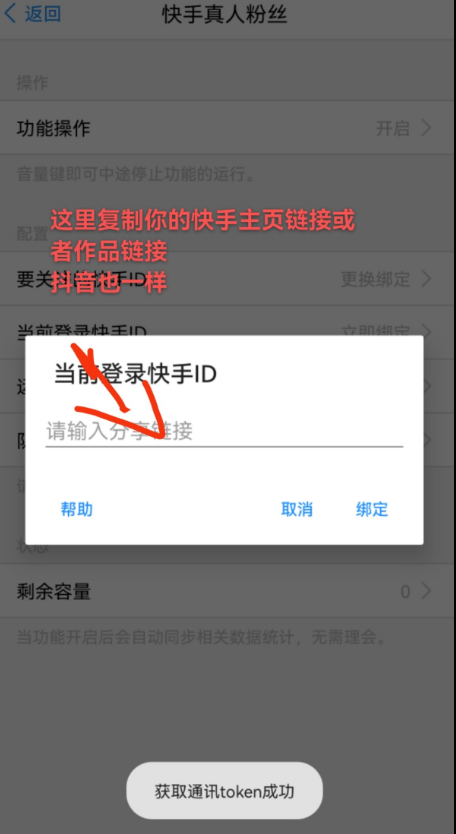 返回
快手真人粉丝
操作
功能操作
开启
音量键即可中途停止功能的运行。
这里复制你的快手主页链接或
配置
者作品链接
要关注的快手ID
更换绑定
抖音也一样
当前登录快手ID
立即绑定
当前登录快手ID
请输入分享链接
帮助
取消
绑定
状态
剩余容量
0
当功能开启后会自动同步相关数据统计，无需理会。
获取通讯token成功